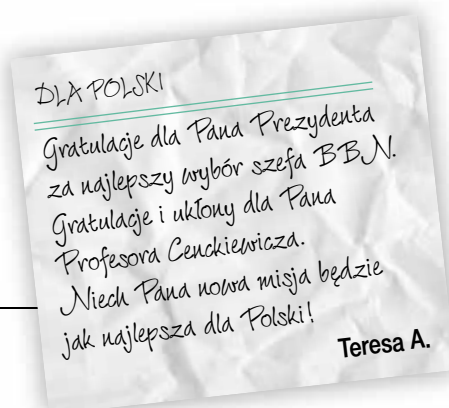 DLA POLSKI
Gratulacje dla Pana Prezydenta
za najlepszy wybór szefa BBN.
Gratulacje i ukłony dla Pana
Profesora Cenckiewicza.
Niech Pana nowa misja będzie
jak najlepsza dla Polski!
Teresa A.